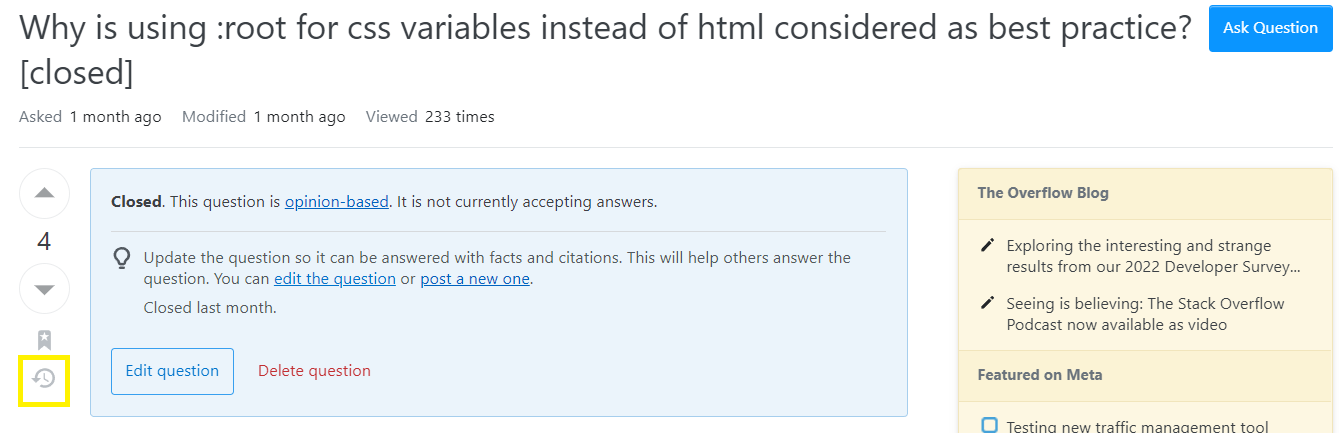 Why is using :root for css variables instead of html considered as best practice?
[closed]
Ask Question
Asked 1 month ago Modified 1 month ago Viewed 233 times
4
Closed. This question is opinion-based. It is not currently accepting answers.
Update the question so it can be answered with facts and citations. This will help others answer the
question. You can edit the question or post a new one.
Closed last month.
Edit question Delete question
The Overflow Blog
Exploring the interesting and strange
results from our 2022 Developer Survey...
Seeing is believing: The Stack Overflow
Podcast now available as video
Featured on Meta
Testing new traffic management tool